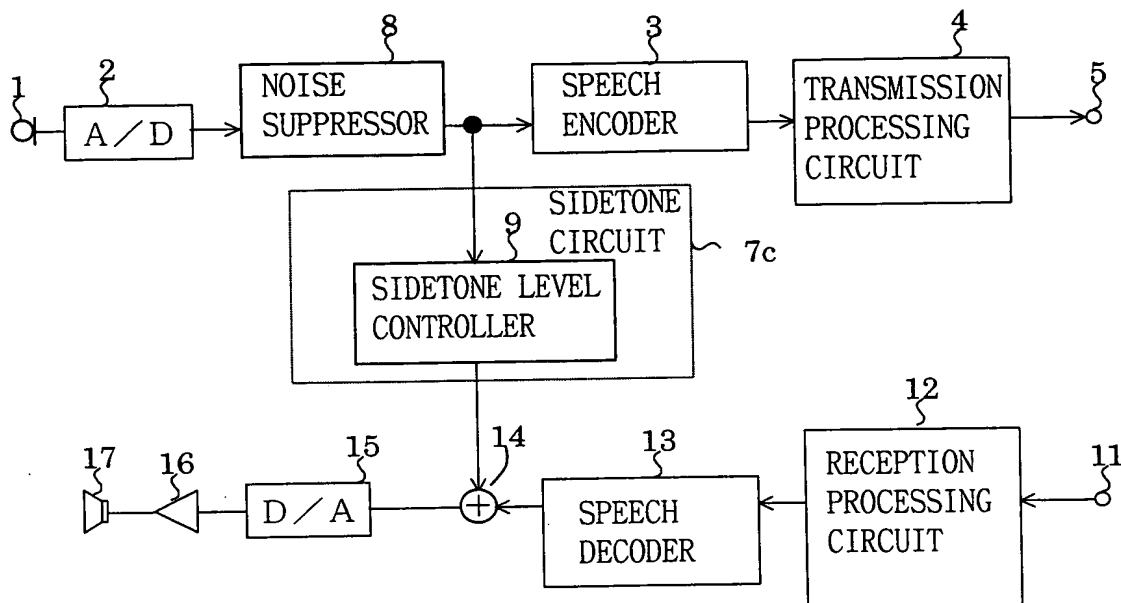 8
3
4
1
2
5
A/D
NOISE
SUPPRESSOR
SPEECH
ENCODER
TRANSMISSION
PROCESSING
CIRCUIT
SIDETONE
CIRCUIT
9
7c
SIDETONE LEVEL
CONTROLLER
12
14
17
16
15
13
11
D/A
+
SPEECH
DECODER
RECEPTION
PROCESSING
CIRCUIT